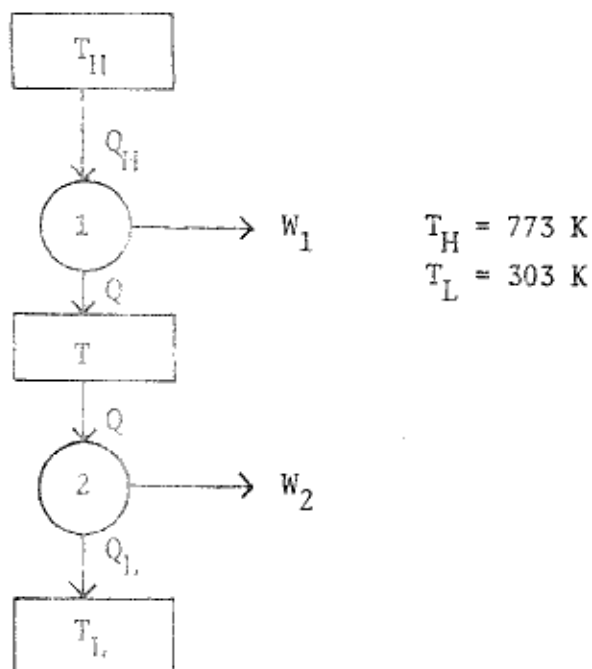 T_H
Q_H
1
W_1
T_H = 773 K
T_L = 303 K
Q
T
Q
2
W_2
Q_L
T_L